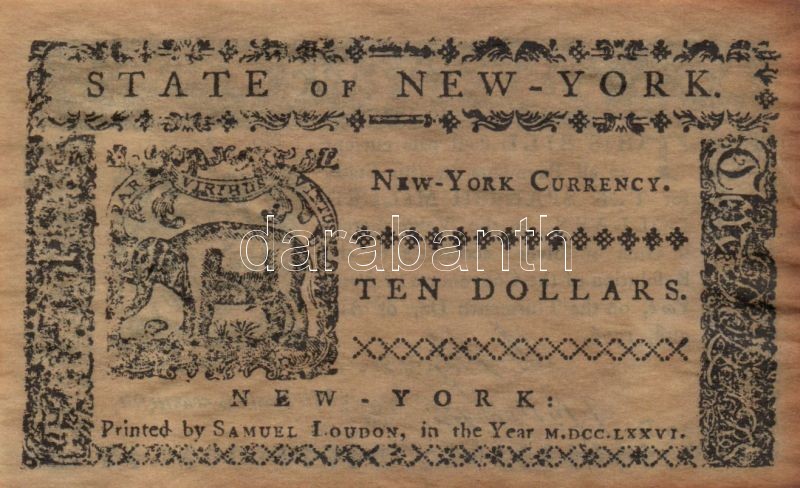 STATE OF NEW-YORK.
VIRTUE
NEW-YORK CURRENCY.
darabanth
TEN DOLLARS.
NEW-YORK:
Printed by SAMUEL LOUDON, in the Year M.DCC.LXXVI.